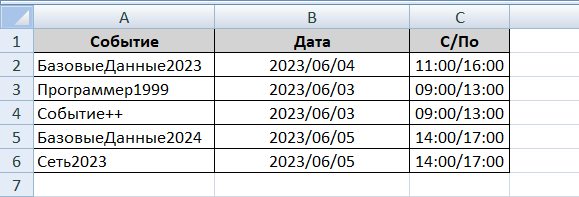 A B C
1 Событие Дата С/По
2 БазовыеДанные2023 2023/06/04 11:00/16:00
3 Программер1999 2023/06/03 09:00/13:00
4 Событие++ 2023/06/03 09:00/13:00
5 БазовыеДанные2024 2023/06/05 14:00/17:00
6 Сеть2023 2023/06/05 14:00/17:00
7